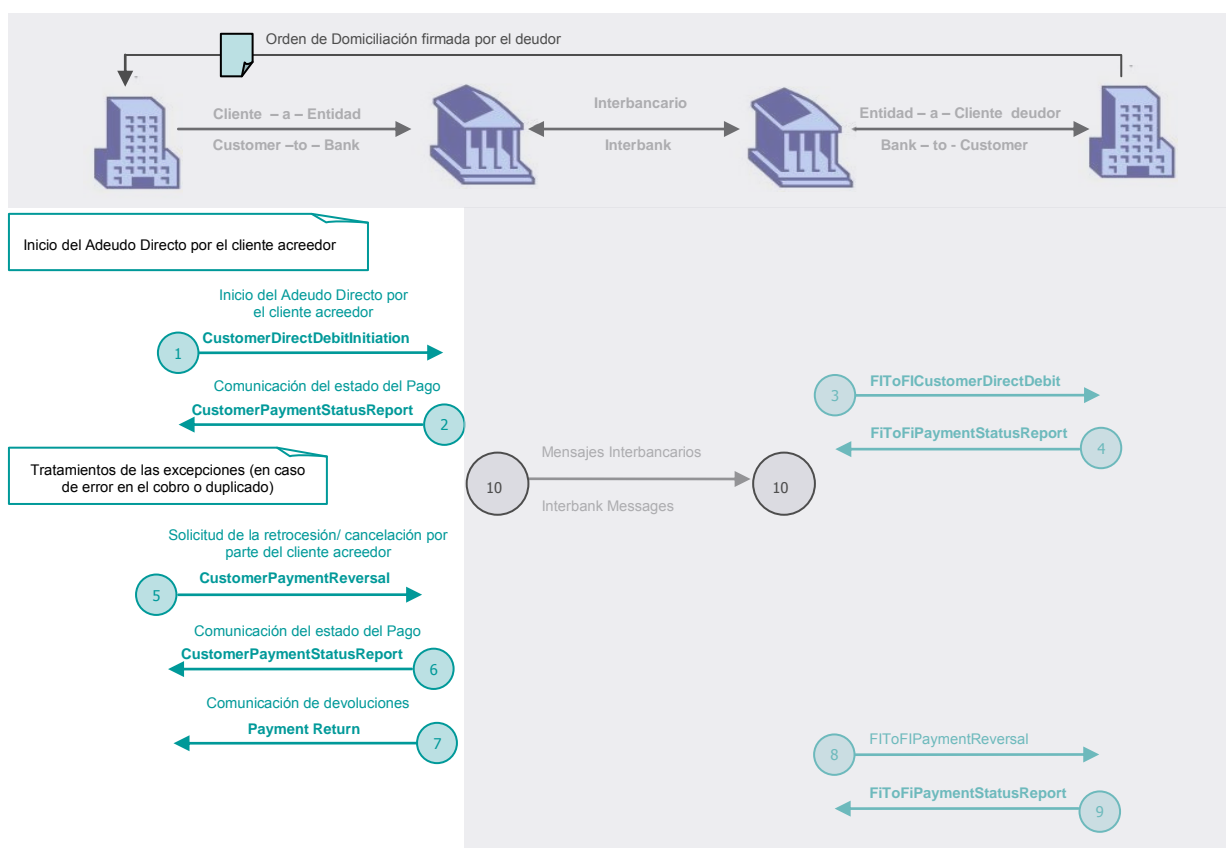 Orden de Domiciliación firmada por el deudor
Cliente – a – Entidad
Customer –to – Bank
Interbancario
Interbank
Entidad – a – Cliente deudor
Bank – to - Customer
Inicio del Adeudo Directo por el cliente acreedor
Inicio del Adeudo Directo por
el cliente acreedor
CustomerDirectDebitInitiation
1
Comunicación del estado del Pago
CustomerPaymentStatusReport
2
FIToFICustomerDirectDebit
3
FiToFiPaymentStatusReport
4
Tratamientos de las excepciones (en caso
de error en el cobro o duplicado)
Mensajes Interbancarios
10
10
Interbank Messages
Solicitud de la retrocesión/ cancelación por
parte del cliente acreedor
CustomerPaymentReversal
5
Comunicación del estado del Pago
CustomerPaymentStatusReport
6
Comunicación de devoluciones
Payment Return
7
FIToFIPaymentReversal
8
FiToFiPaymentStatusReport
9